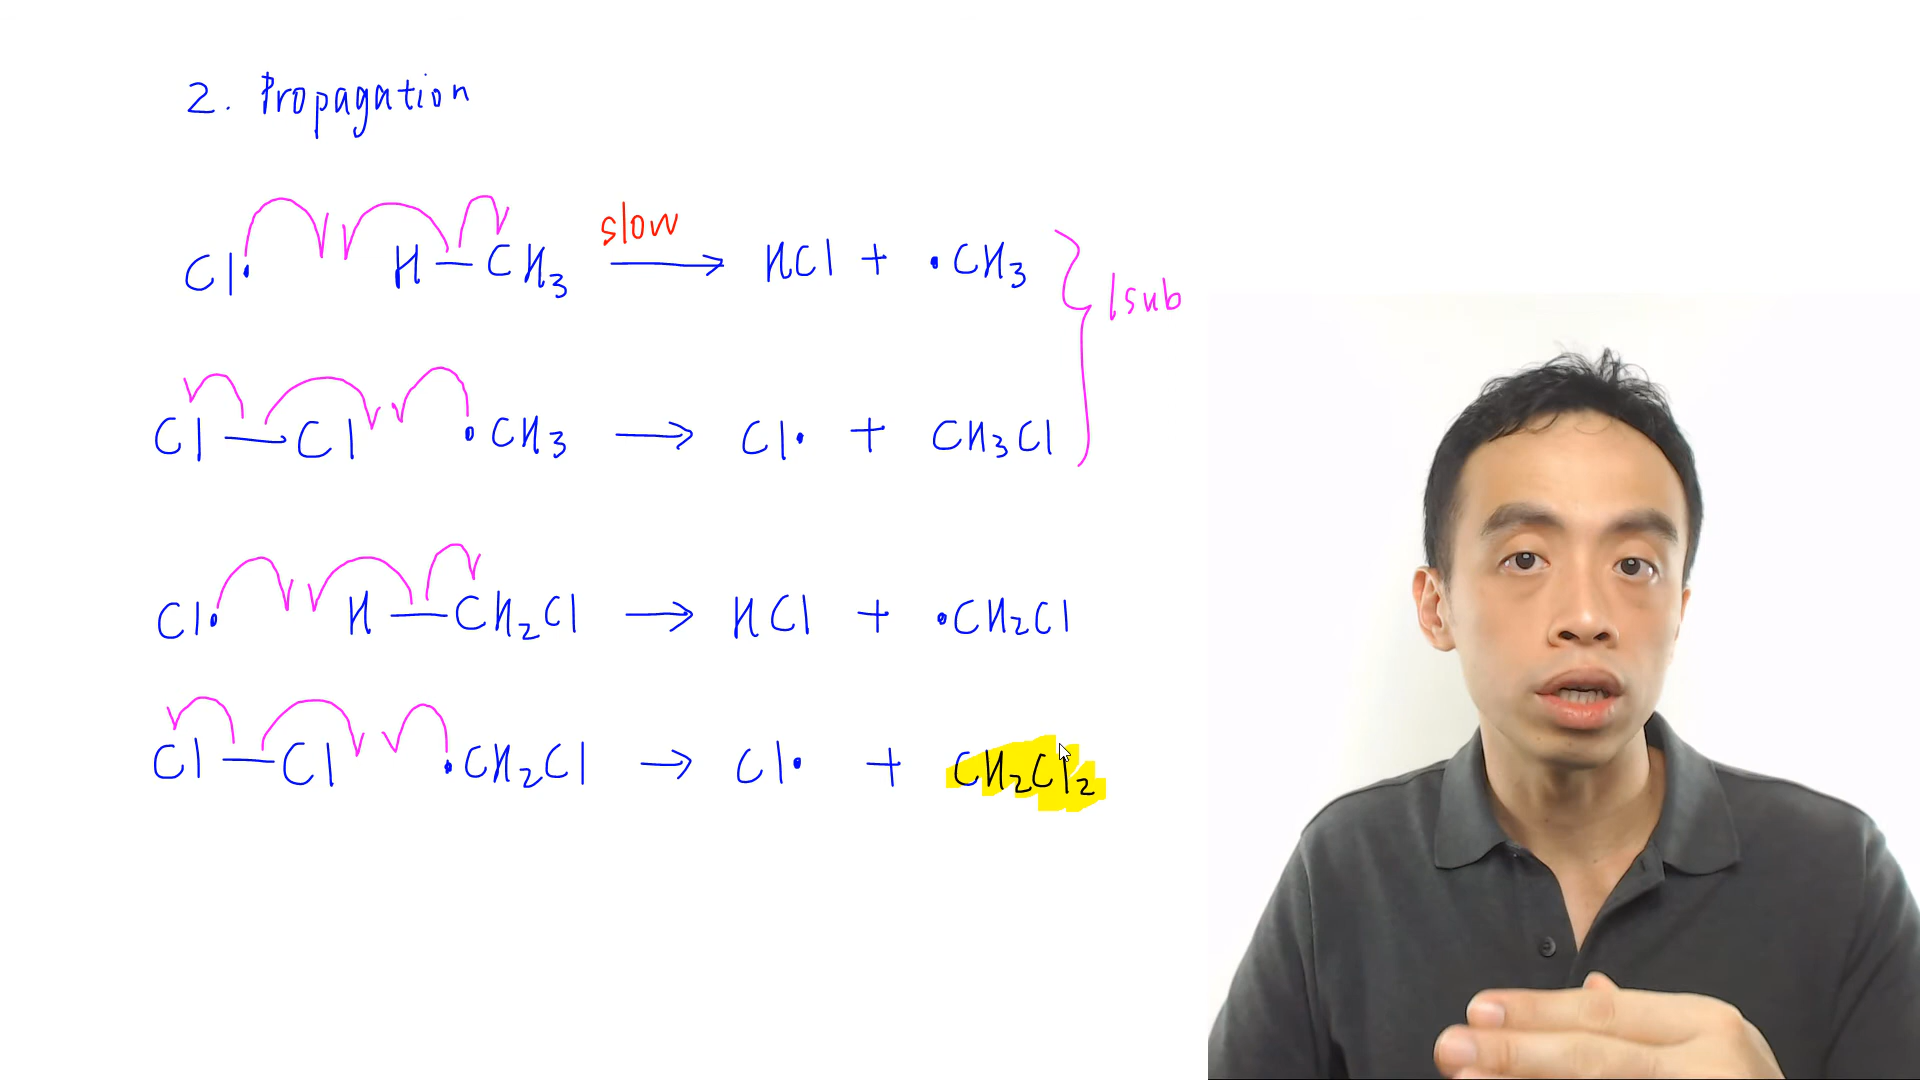 2. Propagation
slow
Cl• H—CH₃ → HCl + •CH₃
1sub
Cl—Cl •CH₃ → Cl• + CH₃Cl
Cl• H—CH₂Cl → HCl + •CH₂Cl
Cl—Cl •CH₂Cl → Cl• + CH₂Cl₂